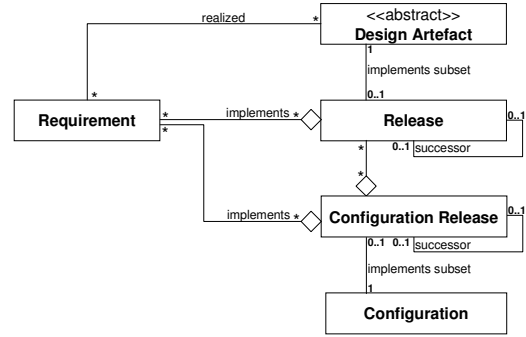 realized
*
<<abstract>>
Design Artefact
1
implements subset
*
0..1
Requirement
*
implements
*
Release
0..1
*
0..1
successor
*
*
implements
*
Configuration Release
0..1
0..1
0..1
successor
implements subset
1
Configuration